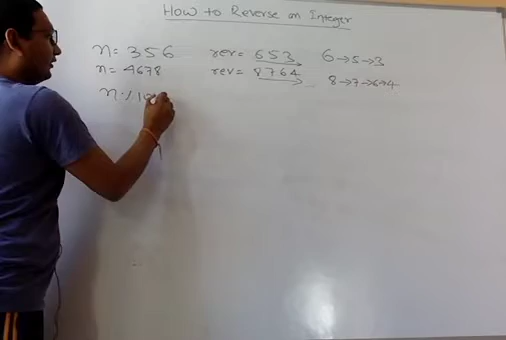 How to Reverse an Integer
n = 356 rev = 653 6→5→3
n = 4678 rev = 8764 8→7→6→4
n % 10